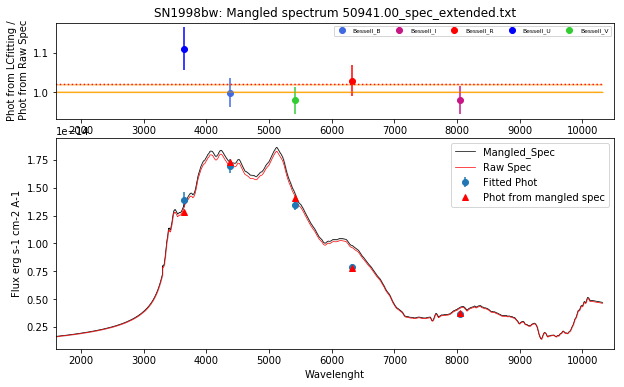 SN1998bw: Mangled spectrum 50941.00_spec_extended.txt
Phot from LCfitting /
Phot from Raw Spec
1.1
1.0
Bessell_B
Bessell_I
Bessell_R
Bessell_U
Bessell_V
2000 3000 4000 5000 6000 7000 8000 9000 10000
1e−14
Flux erg s-1 cm-2 A-1
1.75
1.50
1.25
1.00
0.75
0.50
0.25
Mangled_Spec
Raw Spec
Fitted Phot
Phot from mangled spec
2000 3000 4000 5000 6000 7000 8000 9000 10000
Wavelenght